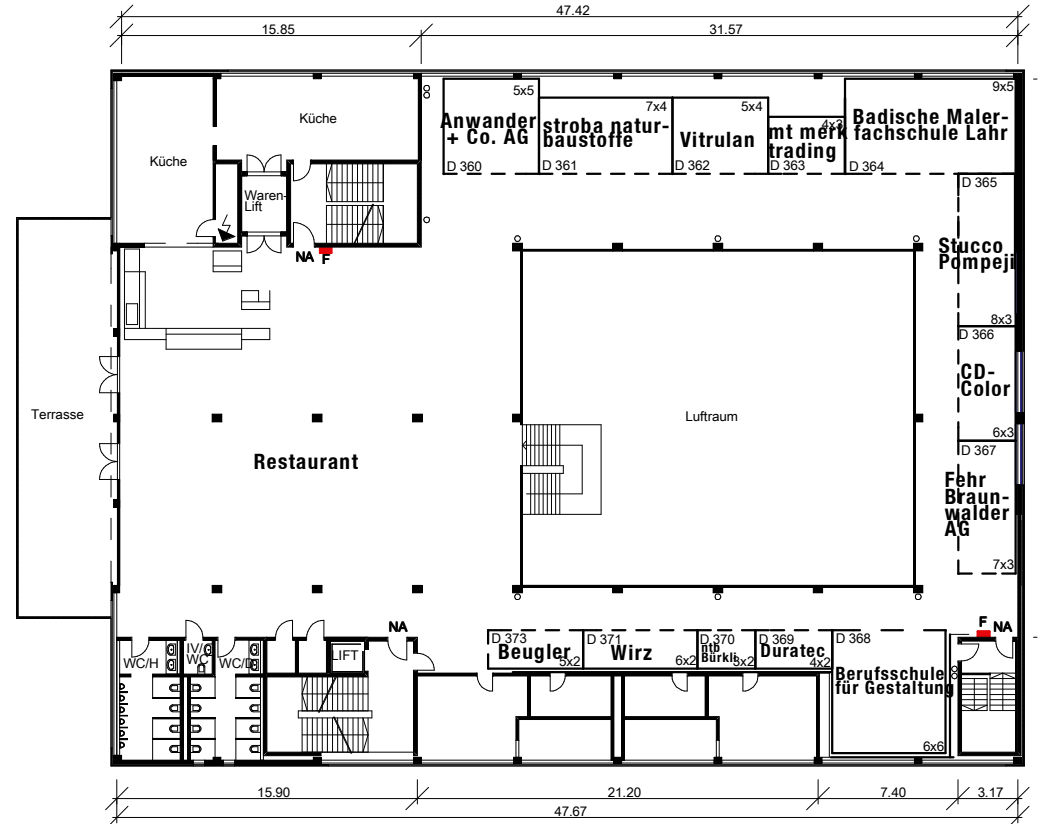 47.42
15.85
31.57
Küche
Küche
Waren-
Lift
NA
F
5x5
Anwander
+ Co. AG
D 360
7x4
stroba natur-
baustoffe
D 361
5x4
Vitrulan
D 362
4x3
mt merk
trading
D 363
9x5
Badische Maler-
fachschule Lahr
D 364
D 365
Stucco
Pompeji
8x3
D 366
CD-
Color
6x3
D 367
Fehr
Braun-
walder
AG
7x3
Terrasse
Restaurant
Luftraum
F
NA
NA
WC/H
IV/
WC
WC/D
LIFT
D 373
Beugler
5x2
D 371
Wirz
6x2
D 370
ntb
Bürkli
3x2
D 369
Duratec
4x2
D 368
Berufsschule
für Gestaltung
6x6
15.90
21.20
7.40
3.17
47.67